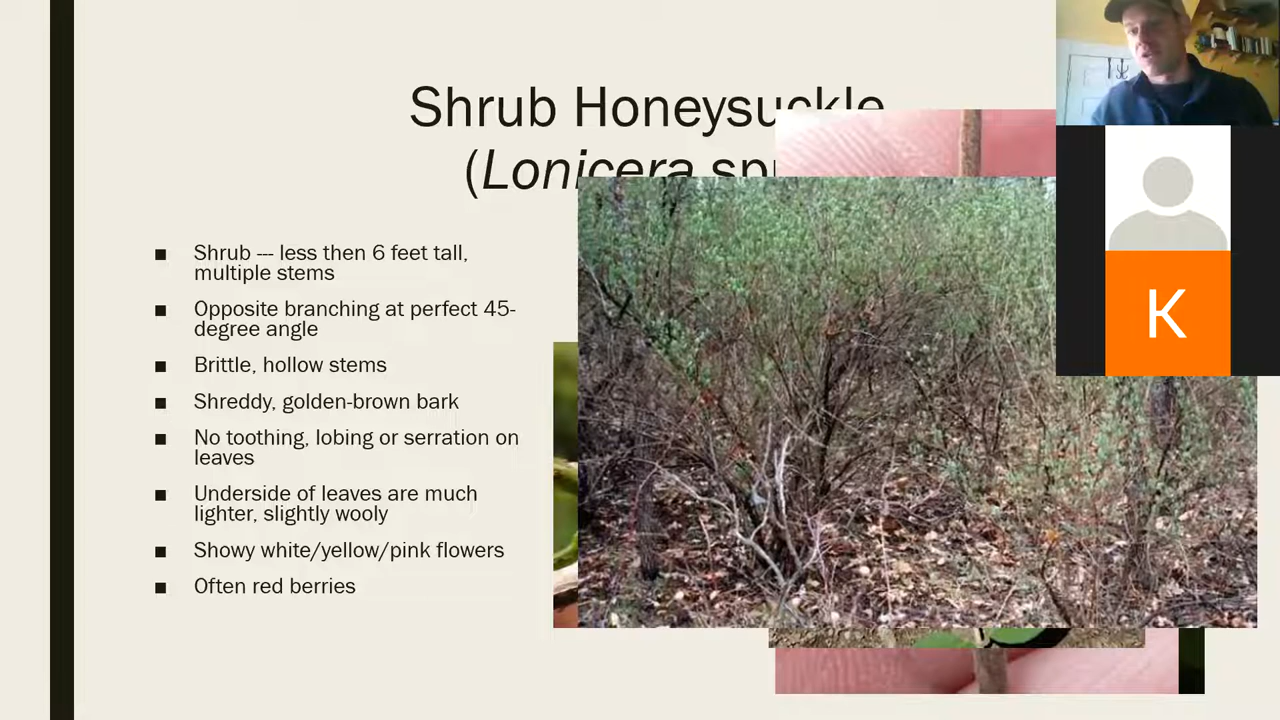 Shrub Honeysuckle
(Lonicera spp
■ Shrub --- less then 6 feet tall,
multiple stems
■ Opposite branching at perfect 45-
degree angle
■ Brittle, hollow stems
■ Shreddy, golden-brown bark
■ No toothing, lobing or serration on
leaves
■ Underside of leaves are much
lighter, slightly wooly
■ Showy white/yellow/pink flowers
■ Often red berries
K